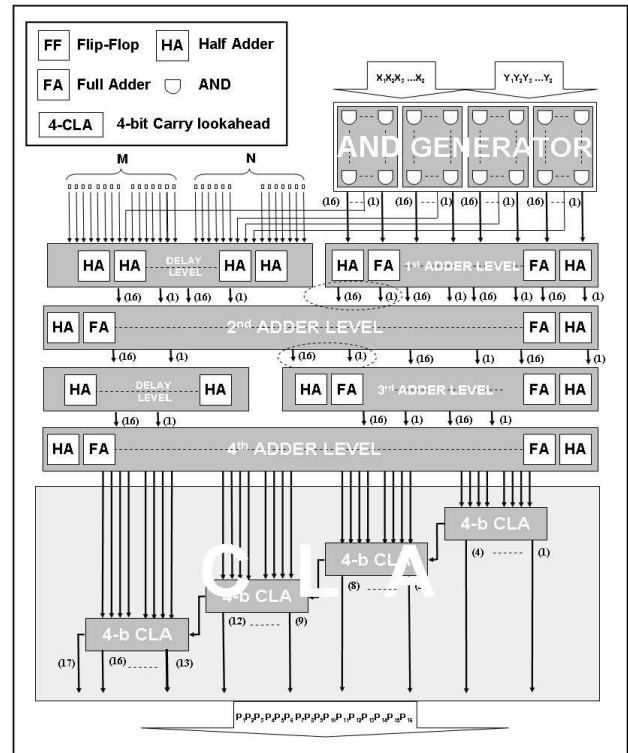 FF Flip-Flop HA Half Adder
FA Full Adder AND
4-CLA 4-bit Carry lookahead
X1X2X3 ...X8 Y1Y2Y3 ...Y8
AND GENERATOR
M N
(16) (1) (16) (1) (16) (1) (16) (1)
HA HA DELAY LEVEL HA HA
HA FA 1st ADDER LEVEL FA HA
(16) (1) (16) (1) (16) (1) (16) (1) (16) (1) (16) (1)
HA FA 2nd ADDER LEVEL FA HA
(16) (1) (16) (1) (16) (1) (16) (1)
HA DELAY LEVEL HA
HA FA 3rd ADDER LEVEL FA HA
(16) (1) (16) (1) (16) (1)
HA FA 4th ADDER LEVEL FA HA
4-b CLA
(4) (1)
4-b CLA
(8)
CLA
4-b CLA
(12) (9)
4-b CLA
(17) (16) (13)
P1P2P3 P4P5P6 P7P8P9P10P11P12P13P14P15P16